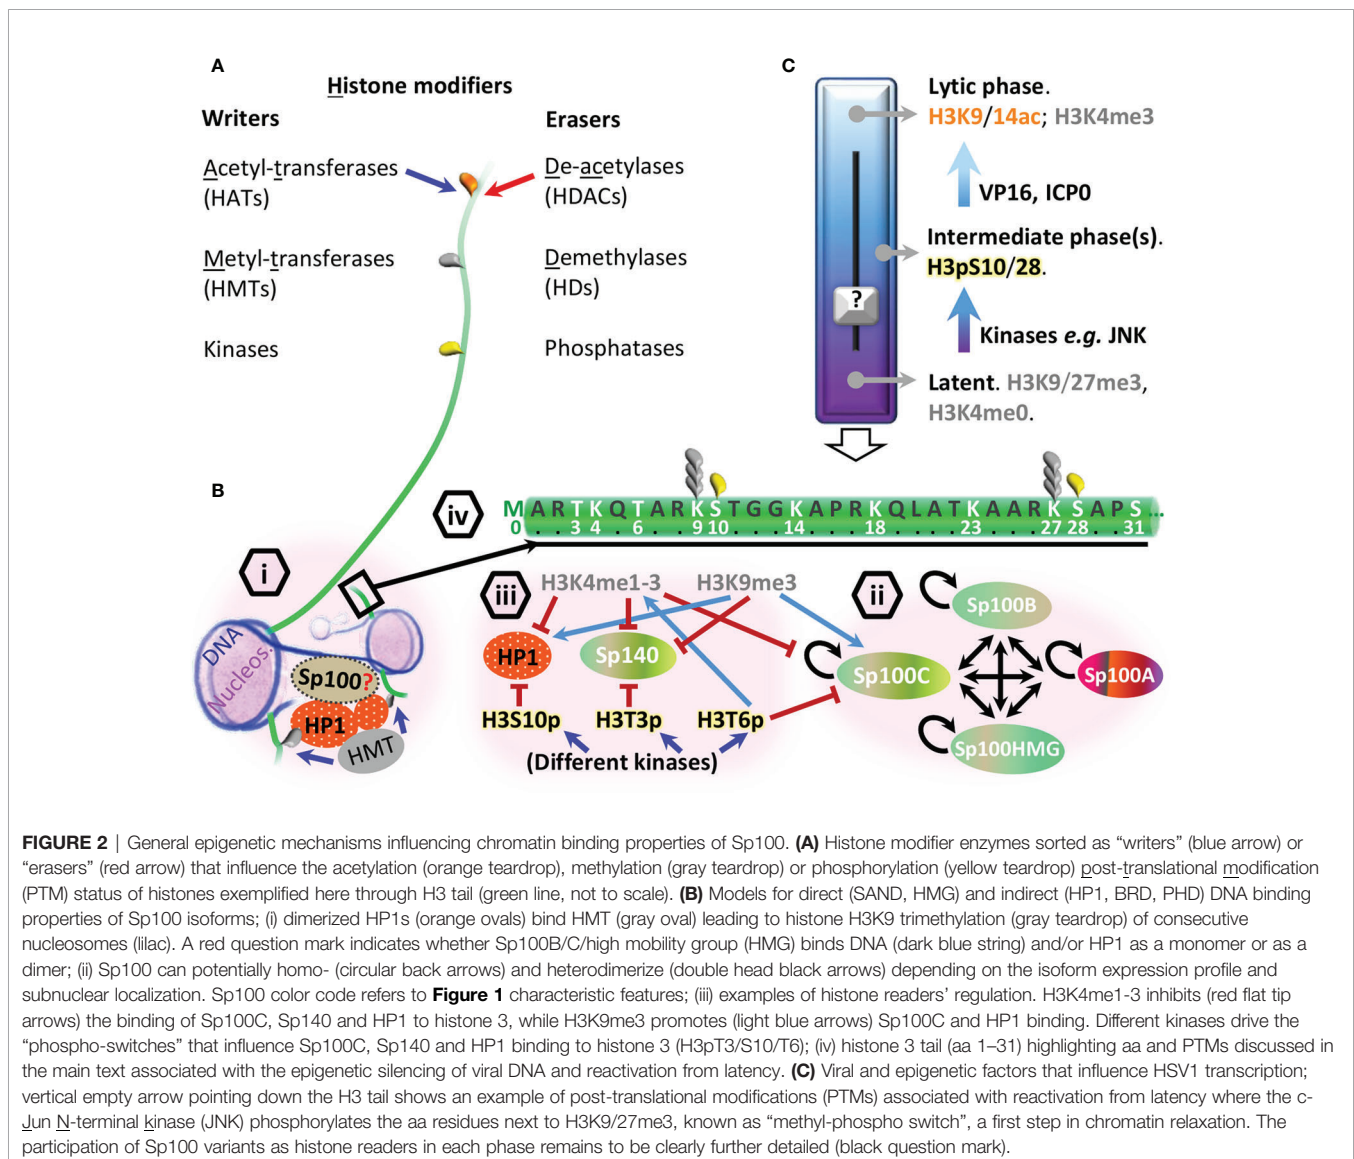 A
Histone modifiers
Writers
Erasers
Acetyl-transferases
(HATs)
De-acetylases
(HDACs)
Metyl-transferases
(HMTs)
Demethylases
(HDs)
Kinases
Phosphatases
C
Lytic phase.
H3K9/14ac; H3K4me3
VP16, ICP0
Intermediate phase(s).
H3pS10/28.
?
Kinases e.g. JNK
Latent. H3K9/27me3,
H3K4me0.
B
i
DNA
Nucleos.
Sp100?
HP1
HMT
iv
M A R T K Q T A R K S T G G K A P R K Q L A T K A A R K S A P S ...
0 . . 3 4 . 6 . . 9 10 . . . 14 . . . 18 . . . . 23 . . . 27 28 . . 31
iii
H3K4me1-3
H3K9me3
HP1
Sp140
H3S10p
H3T3p
H3T6p
(Different kinases)
ii
Sp100B
Sp100C
Sp100A
Sp100HMG
FIGURE 2 | General epigenetic mechanisms influencing chromatin binding properties of Sp100. (A) Histone modifier enzymes sorted as “writers” (blue arrow) or
“erasers” (red arrow) that influence the acetylation (orange teardrop), methylation (gray teardrop) or phosphorylation (yellow teardrop) post-translational modification
(PTM) status of histones exemplified here through H3 tail (green line, not to scale). (B) Models for direct (SAND, HMG) and indirect (HP1, BRD, PHD) DNA binding
properties of Sp100 isoforms; (i) dimerized HP1s (orange ovals) bind HMT (gray oval) leading to histone H3K9 trimethylation (gray teardrop) of consecutive
nucleosomes (lilac). A red question mark indicates whether Sp100B/C/high mobility group (HMG) binds DNA (dark blue string) and/or HP1 as a monomer or as a
dimer; (ii) Sp100 can potentially homo- (circular back arrows) and heterodimerize (double head black arrows) depending on the isoform expression profile and
subnuclear localization. Sp100 color code refers to Figure 1 characteristic features; (iii) examples of histone readers’ regulation. H3K4me1-3 inhibits (red flat tip
arrows) the binding of Sp100C, Sp140 and HP1 to histone 3, while H3K9me3 promotes (light blue arrows) Sp100C and HP1 binding. Different kinases drive the
“phospho-switches” that influence Sp100C, Sp140 and HP1 binding to histone 3 (H3pT3/S10/T6); (iv) histone 3 tail (aa 1–31) highlighting aa and PTMs discussed in
the main text associated with the epigenetic silencing of viral DNA and reactivation from latency. (C) Viral and epigenetic factors that influence HSV1 transcription;
vertical empty arrow pointing down the H3 tail shows an example of post-translational modifications (PTMs) associated with reactivation from latency where the c-
Jun N-terminal kinase (JNK) phosphorylates the aa residues next to H3K9/27me3, known as “methyl-phospho switch”, a first step in chromatin relaxation. The
participation of Sp100 variants as histone readers in each phase remains to be clearly further detailed (black question mark).